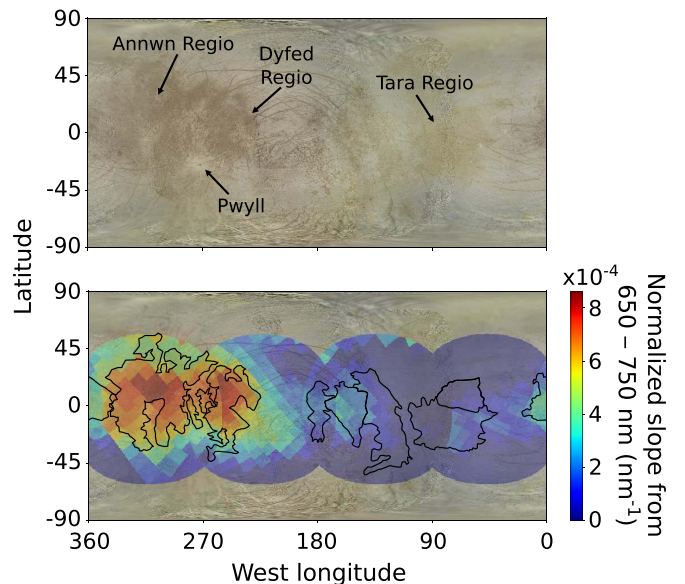 90
45
0
-45
-90
Annwn Regio
Dyfed
Regio
Tara Regio
Pwyll
Latitude
90
45
0
-45
-90
360
270
180
90
0
West longitude
x10-4
8
6
4
2
0
Normalized slope from
650 – 750 nm (nm-1)